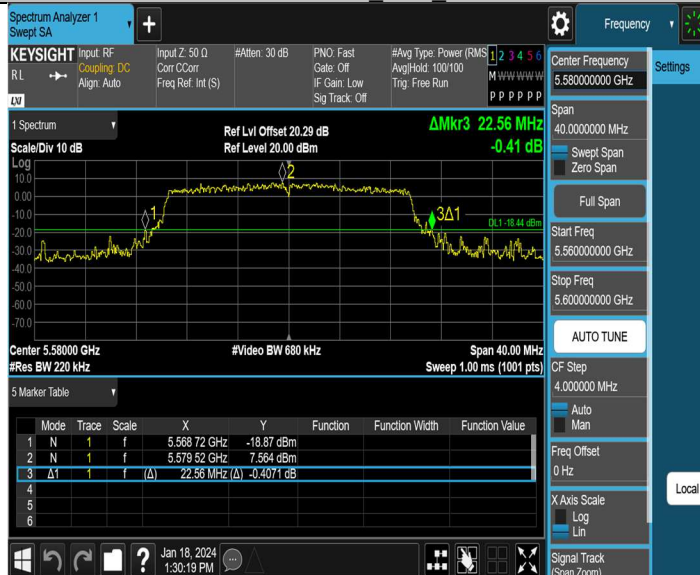 Spectrum Analyzer 1
Swept SA
Frequency
KEYSIGHT
RL
LXI
Input: RF
Coupling: DC
Align: Auto
Input Z: 50 Ω
Corr CCorr
Freq Ref: Int (S)
#Atten: 30 dB
PNO: Fast
Gate: Off
IF Gain: Low
Sig Track: Off
#Avg Type: Power (RMS
Avg|Hold: 100/100
Trig: Free Run
1 2 3 4 5 6
M W W W W W
P P P P P P
1 Spectrum
Scale/Div 10 dB
Ref Lvl Offset 20.29 dB
Ref Level 20.00 dBm
ΔMkr3 22.56 MHz
-0.41 dB
Log
10.0
0.00
-10.0
-20.0
-30.0
-40.0
-50.0
-60.0
-70.0
1
2
3Δ1
DL1 -18.44 dBm
Center 5.58000 GHz
#Video BW 680 kHz
Span 40.00 MHz
#Res BW 220 kHz
Sweep 1.00 ms (1001 pts)
5 Marker Table
Mode Trace Scale X Y Function Function Width Function Value
1 N 1 f 5.568 72 GHz -18.87 dBm
2 N 1 f 5.579 52 GHz 7.564 dBm
3 Δ1 1 f (Δ) 22.56 MHz (Δ) -0.4071 dB
4
5
6
Jan 18, 2024
1:30:19 PM
Center Frequency
5.580000000 GHz
Settings
Span
40.0000000 MHz
Swept Span
Zero Span
Full Span
Start Freq
5.560000000 GHz
Stop Freq
5.600000000 GHz
AUTO TUNE
CF Step
4.000000 MHz
Auto
Man
Freq Offset
0 Hz
Local
X Axis Scale
Log
Lin
Signal Track
(Span Zoom)